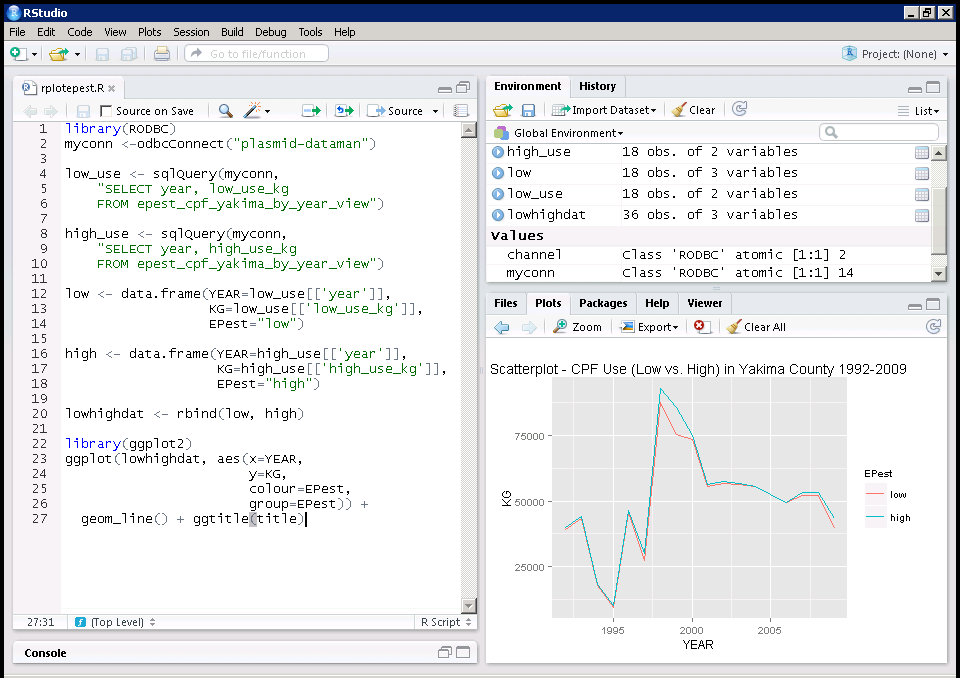 RStudio
File Edit Code View Plots Session Build Debug Tools Help
Go to file/function Project: (None)
rplotepest.R
Source on Save Source
1 library(RODBC)
2 myconn <-odbcConnect("plasmid-dataman")
3
4 low_use <- sqlQuery(myconn,
5 "SELECT year, low_use_kg
6 FROM epest_cpf_yakima_by_year_view")
7
8 high_use <- sqlQuery(myconn,
9 "SELECT year, high_use_kg
10 FROM epest_cpf_yakima_by_year_view")
11
12 low <- data.frame(YEAR=low_use[['year']],
13 KG=low_use[['low_use_kg']],
14 EPest="low")
15
16 high <- data.frame(YEAR=high_use[['year']],
17 KG=high_use[['high_use_kg']],
18 EPest="high")
19
20 lowhighdat <- rbind(low, high)
21
22 library(ggplot2)
23 ggplot(lowhighdat, aes(x=YEAR,
24 y=KG,
25 colour=EPest,
26 group=EPest)) +
27 geom_line() + ggtitle(title)
27:31 (Top Level) R Script
Console
Environment History
Import Dataset Clear List
Global Environment
high_use 18 obs. of 2 variables
low 18 obs. of 3 variables
low_use 18 obs. of 2 variables
lowhighdat 36 obs. of 3 variables
Values
channel Class 'RODBC' atomic [1:1] 2
myconn Class 'RODBC' atomic [1:1] 14
Files Plots Packages Help Viewer
Zoom Export Clear All
Scatterplot - CPF Use (Low vs. High) in Yakima County 1992-2009
75000
50000
25000
KG
1995 2000 2005
YEAR
EPest
low
high